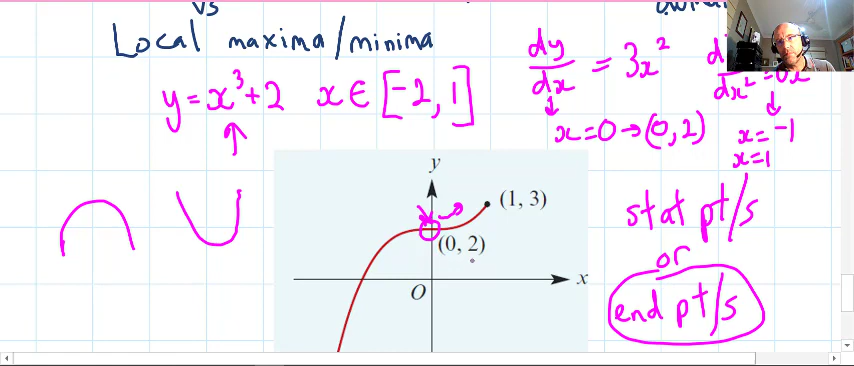 vs
Local maxima/minima
y = x³ + 2 x ∈ [-2, 1]
dy/dx = 3x²
x = 0 → (0, 2)
x = -1
x = 1
y
(1, 3)
(0, 2)
x
O
stat pt/s
or
end pt/s